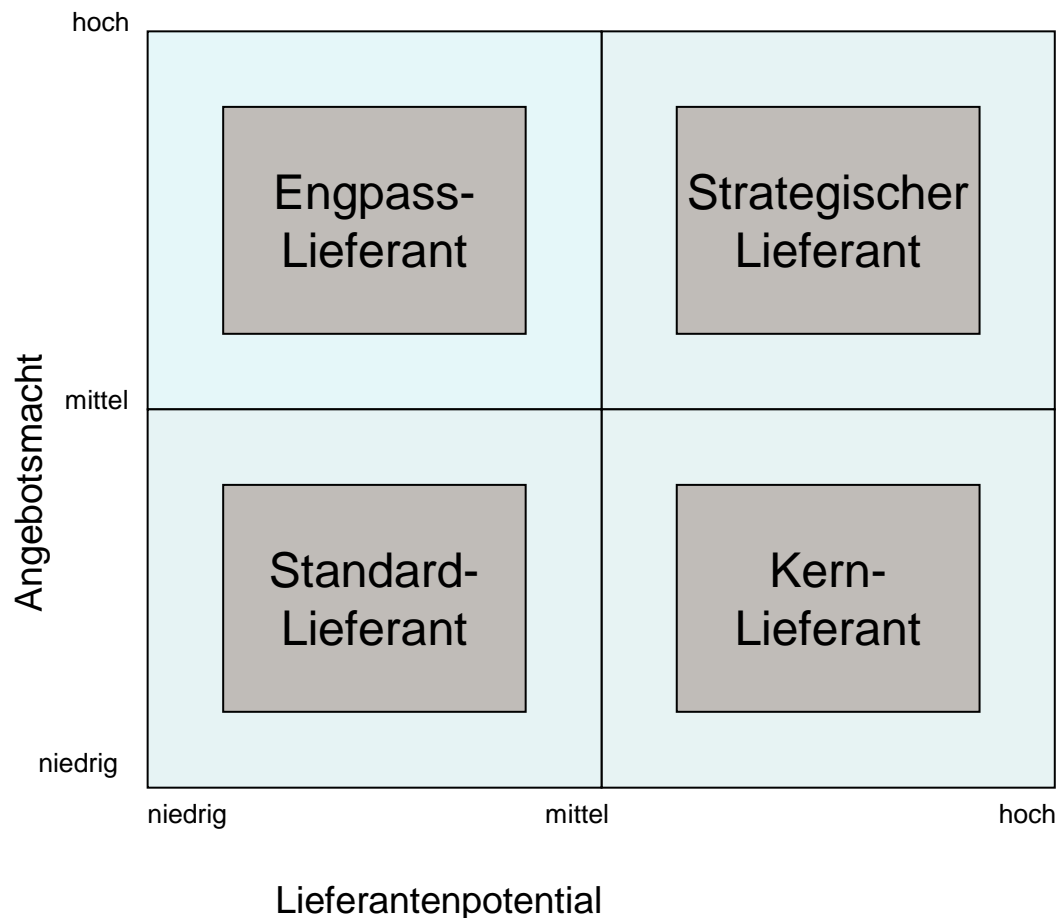 hoch
Engpass-
Lieferant
Strategischer
Lieferant
Angebotsmacht
mittel
Standard-
Lieferant
Kern-
Lieferant
niedrig
niedrig
mittel
hoch
Lieferantenpotential